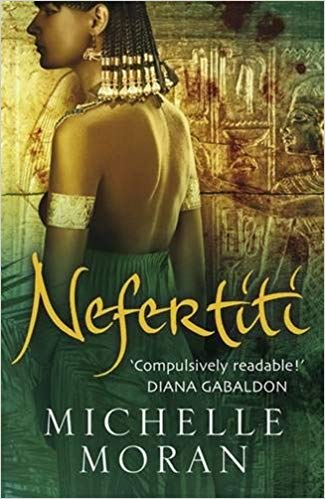 Nefertiti
‘Compulsively readable!’
DIANA GABALDON
MICHELLE
MORAN